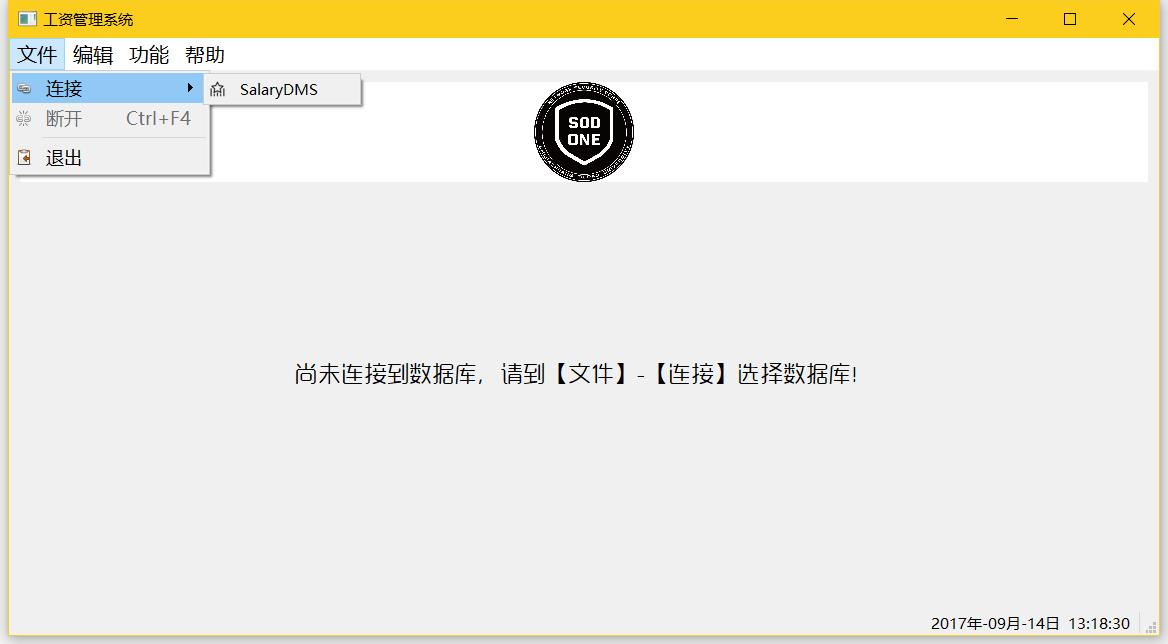 工资管理系统
文件 编辑 功能 帮助
连接 SalaryDMS
断开 Ctrl+F4
退出
SOD
ONE
尚未连接到数据库，请到【文件】-【连接】选择数据库!
2017年-09月-14日 13:18:30